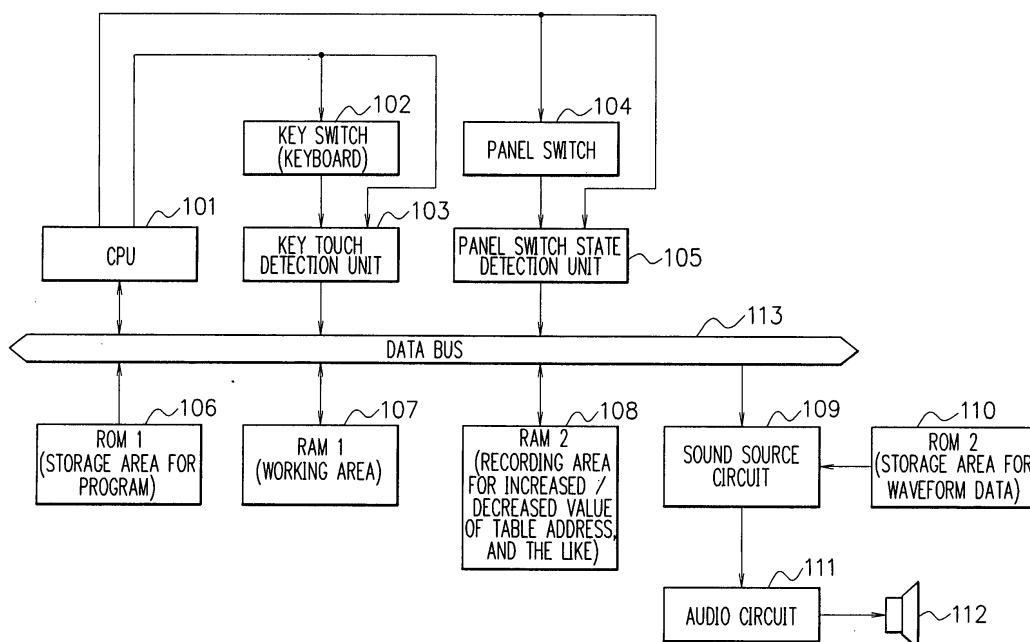 102
KEY SWITCH
(KEYBOARD)
104
PANEL SWITCH
101
CPU
103
KEY TOUCH
DETECTION UNIT
PANEL SWITCH STATE
DETECTION UNIT
105
113
DATA BUS
106
ROM 1
(STORAGE AREA FOR
PROGRAM)
107
RAM 1
(WORKING AREA)
108
RAM 2
(RECORDING AREA
FOR INCREASED /
DECREASED VALUE
OF TABLE ADDRESS,
AND THE LIKE)
109
SOUND SOURCE
CIRCUIT
110
ROM 2
(STORAGE AREA FOR
WAVEFORM DATA)
111
AUDIO CIRCUIT
112